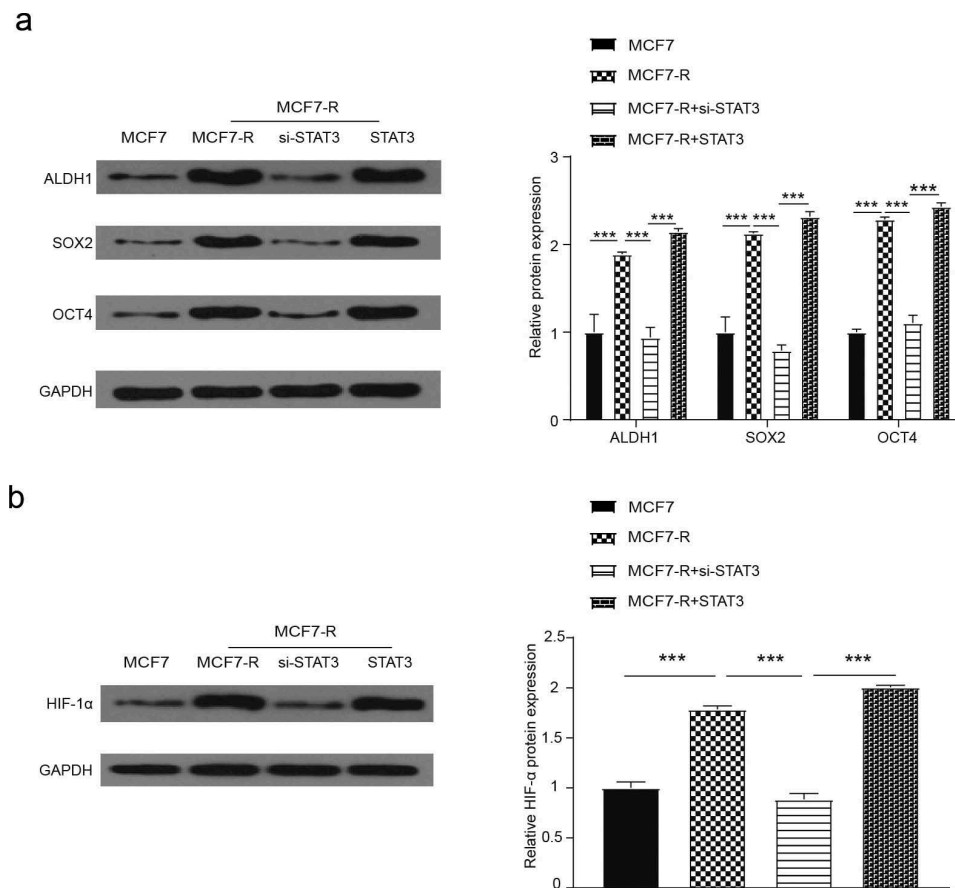 a
MCF7-R
MCF7 MCF7-R si-STAT3 STAT3
ALDH1
SOX2
OCT4
GAPDH
MCF7
MCF7-R
MCF7-R+si-STAT3
MCF7-R+STAT3
Relative protein expression
3
2
1
0
*** *** ***
*** *** ***
*** *** ***
ALDH1 SOX2 OCT4
b
MCF7-R
MCF7 MCF7-R si-STAT3 STAT3
HIF-1α
GAPDH
MCF7
MCF7-R
MCF7-R+si-STAT3
MCF7-R+STAT3
Relative HIF-α protein expression
2.5
2
1.5
1
0.5
0
*** *** ***